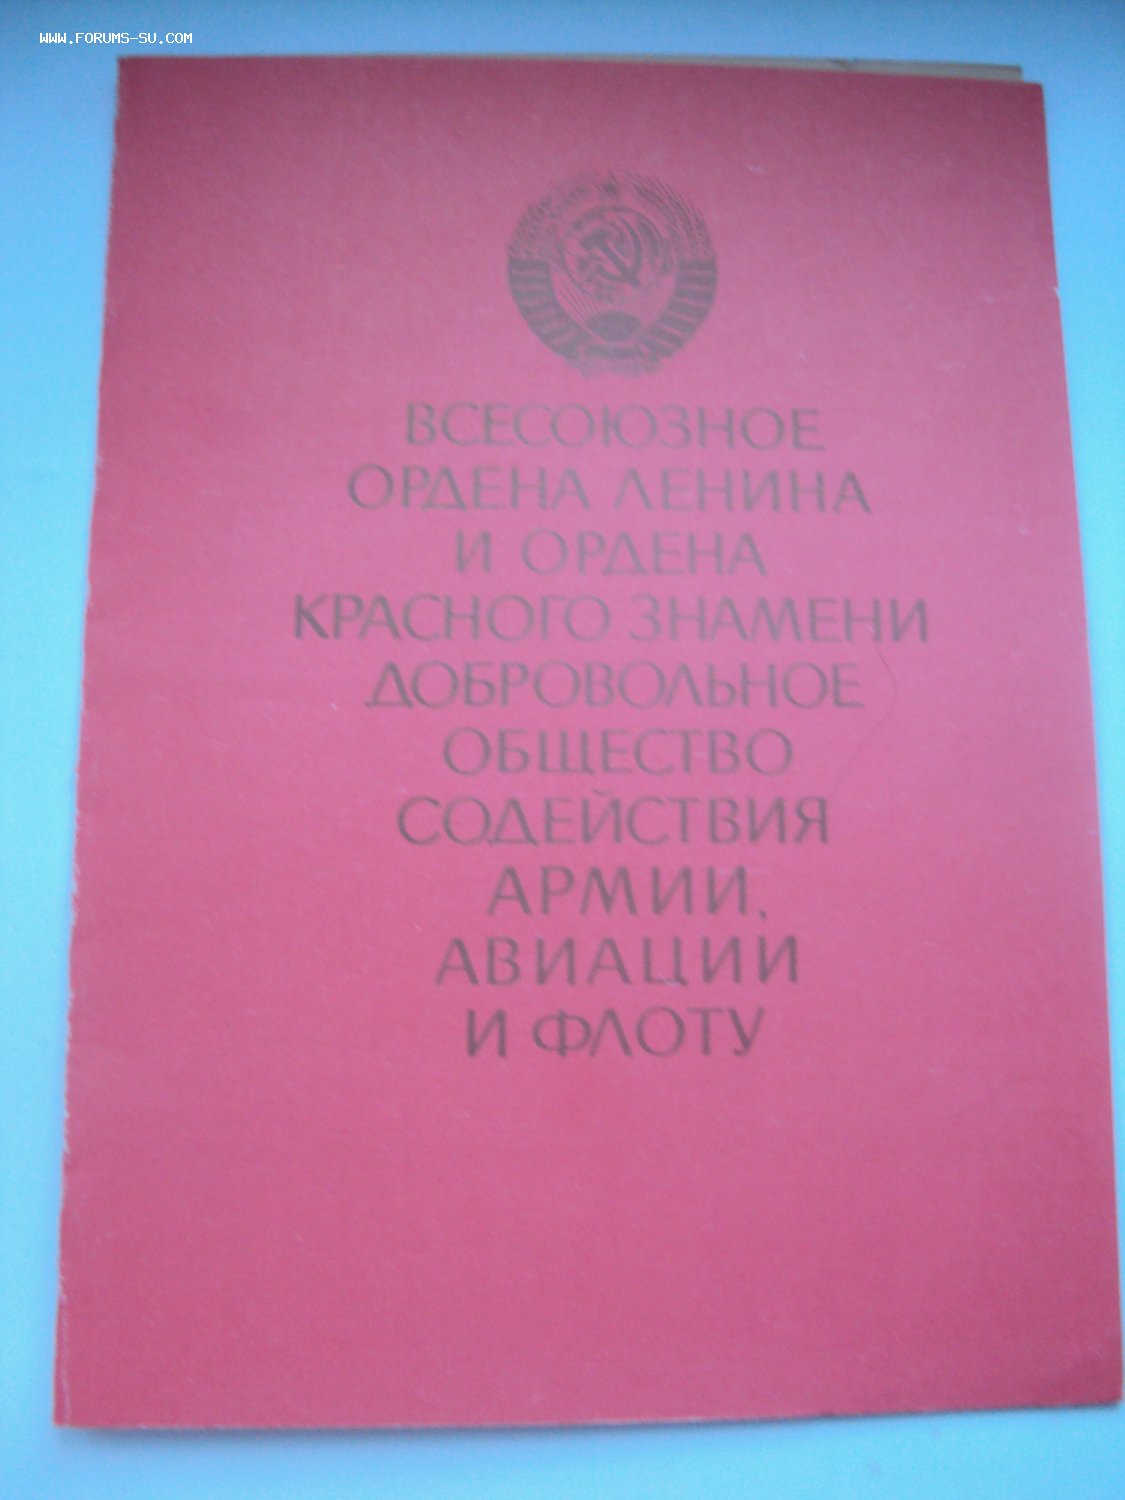 WWW.FORUMS-SU.COM
ВСЕСОЮЗНОЕ
ОРДЕНА ЛЕНИНА
И ОРДЕНА
КРАСНОГО ЗНАМЕНИ
ДОБРОВОЛЬНОЕ
ОБЩЕСТВО
СОДЕЙСТВИЯ
АРМИИ,
АВИАЦИИ
И ФЛОТУ